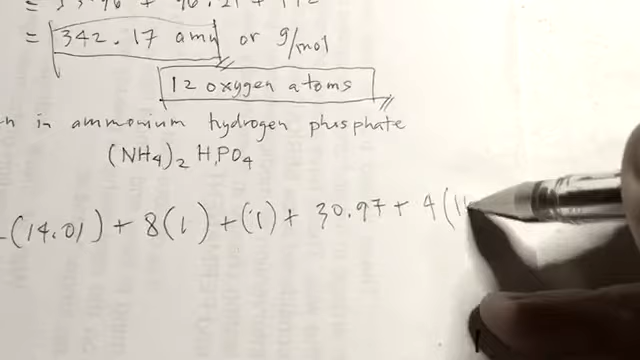 = 342.17 amu or g/mol
12 oxygen atoms
in ammonium hydrogen phosphate
(NH4)2 HPO4
(14.01) + 8(1) + (1) + 30.97 + 4(1